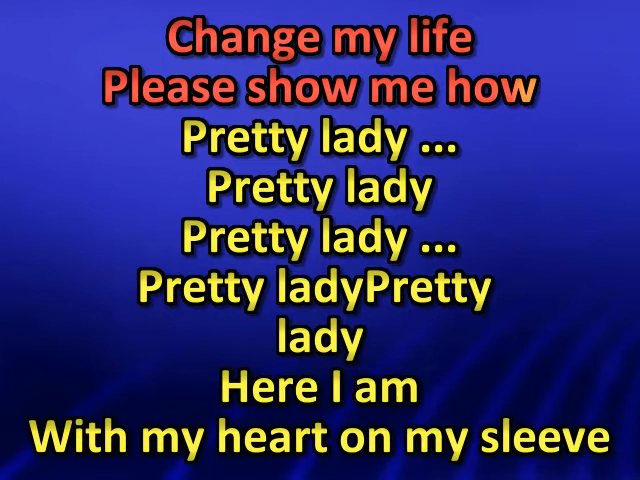 Change my life
Please show me how
Pretty lady ...
Pretty lady
Pretty lady ...
Pretty ladyPretty
lady
Here I am
With my heart on my sleeve